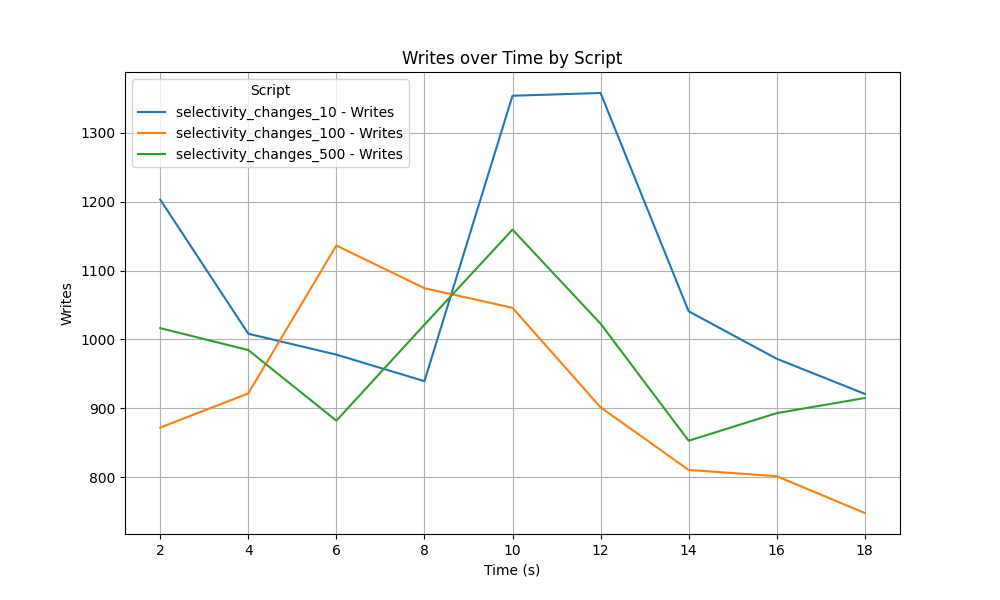 Writes over Time by Script
Script
selectivity_changes_10 - Writes
selectivity_changes_100 - Writes
selectivity_changes_500 - Writes
Writes
1300
1200
1100
1000
900
800
2 4 6 8 10 12 14 16 18
Time (s)